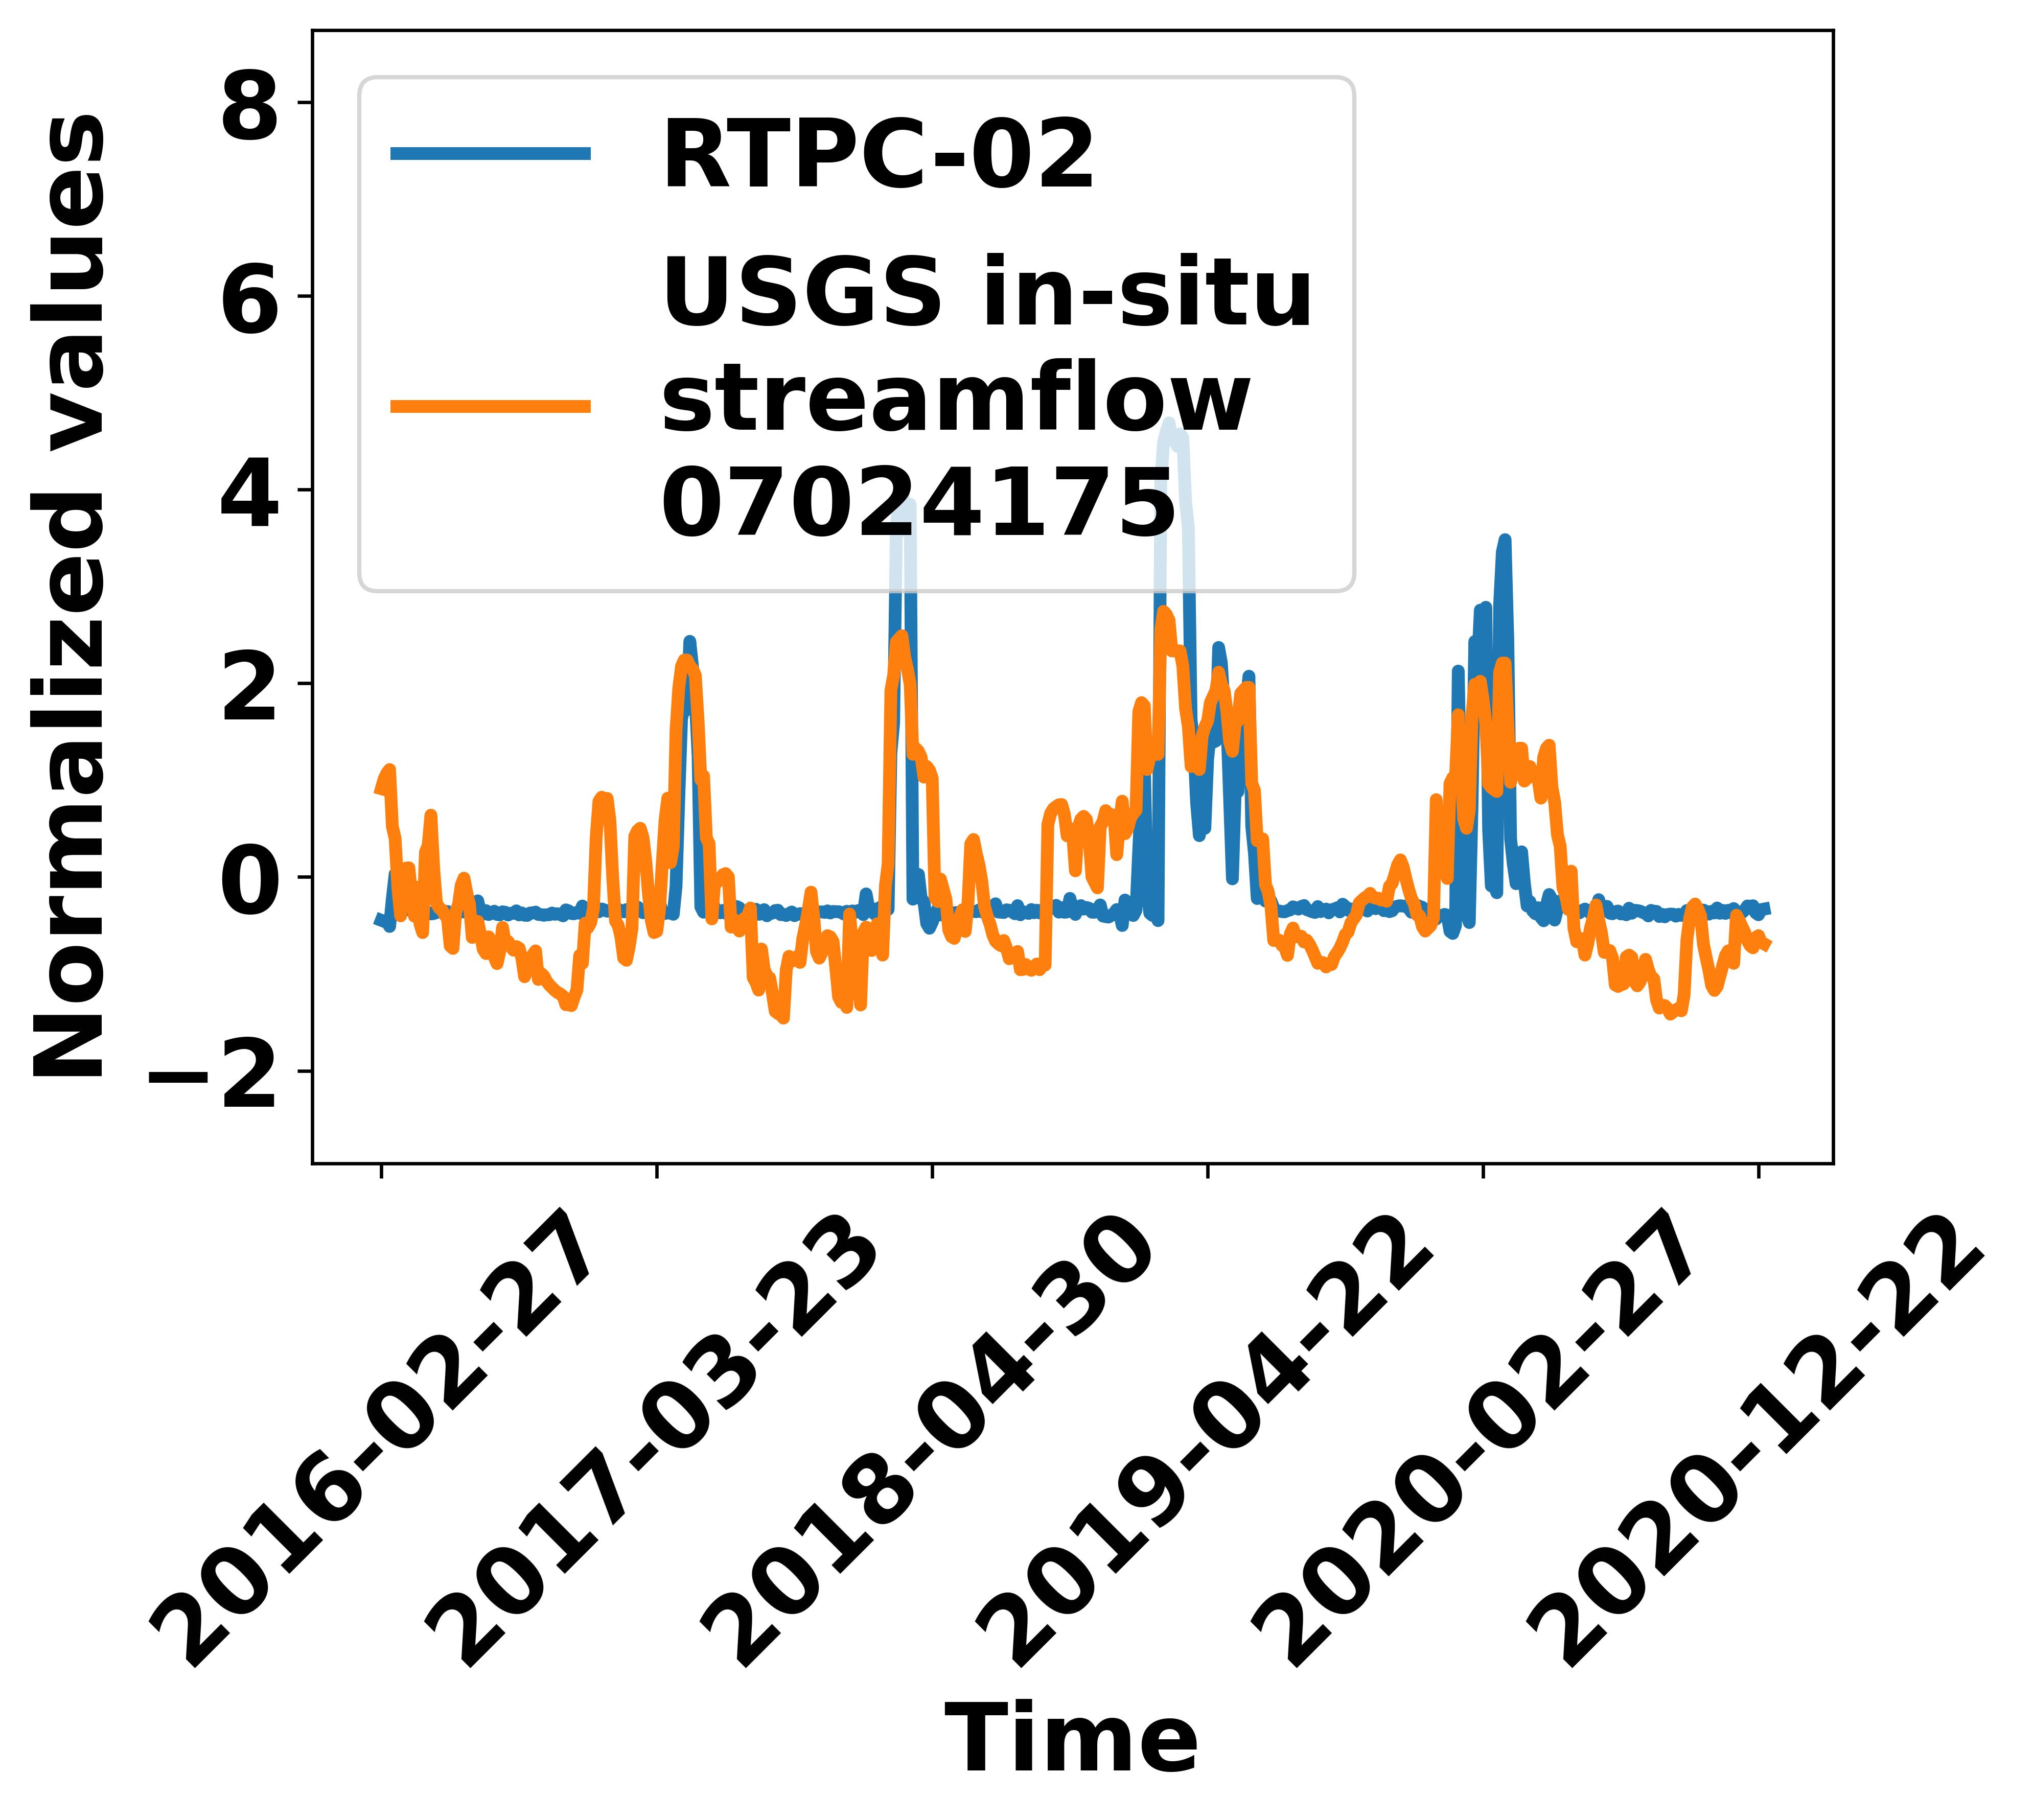 Normalized values
8
6
4
2
0
−2
RTPC-02
USGS in-situ
streamflow
07024175
2016-02-27
2017-03-23
2018-04-30
2019-04-22
2020-02-27
2020-12-22
Time